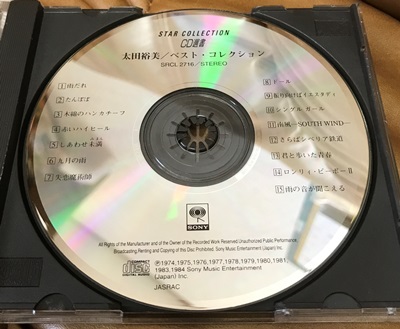 STAR COLLECTION
CD選書
太田裕美/ベスト・コレクション
SRCL 2716/STEREO
1 雨だれ
2 たんぽぽ
3 木綿のハンカチーフ
4 赤いハイヒール
5 しあわせ未満
6 九月の雨
7 失恋魔術師
8 ドール
9 振り向けばイエスタディ
10 シングル ガール
11 南風—SOUTH WIND—
12 さらばシベリア鉄道
13 君と歩いた青春
14 ロンリィ・ピーポーII
15 雨の音が聞こえる
SONY
All Rights of the Manufacturer and of the Owner of the Recorded Work Reserved. Unauthorized Public Performance,
Broadcasting Renting and Copying of this Disc Prohibited. Manufactured by Sony Music Entertainment
(Japan) Inc.
COMPACT
disc
DIGITAL AUDIO
Ⓟ1974,1975,1976,1977,1978,1979,1980,1981,
1983,1984 Sony Music Entertainment
(Japan) Inc.
JASRAC